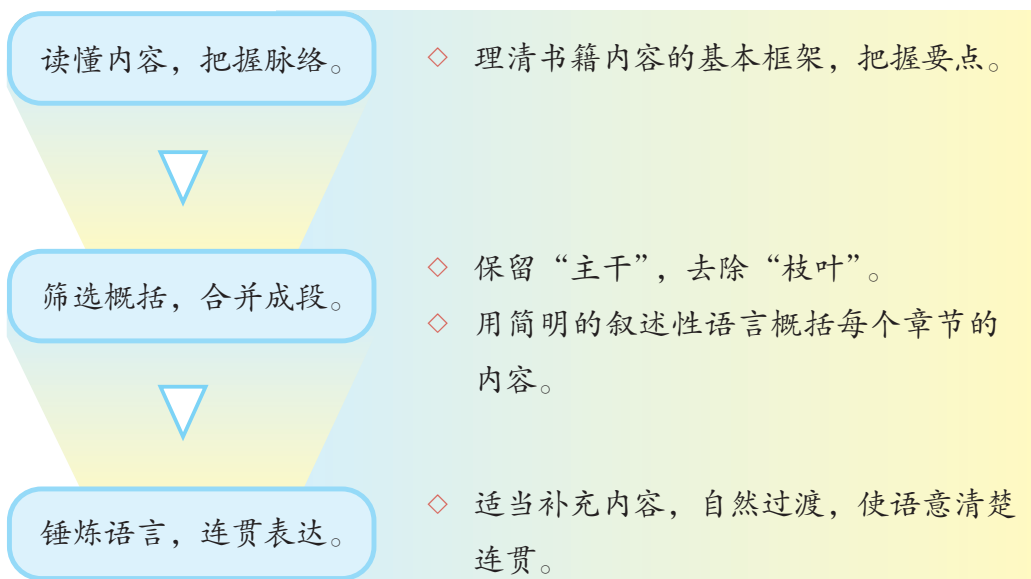 读懂内容，把握脉络。
◇ 理清书籍内容的基本框架，把握要点。
筛选概括，合并成段。
◇ 保留“主干”，去除“枝叶”。
◇ 用简明的叙述性语言概括每个章节的
内容。
锤炼语言，连贯表达。
◇ 适当补充内容，自然过渡，使语意清楚
连贯。